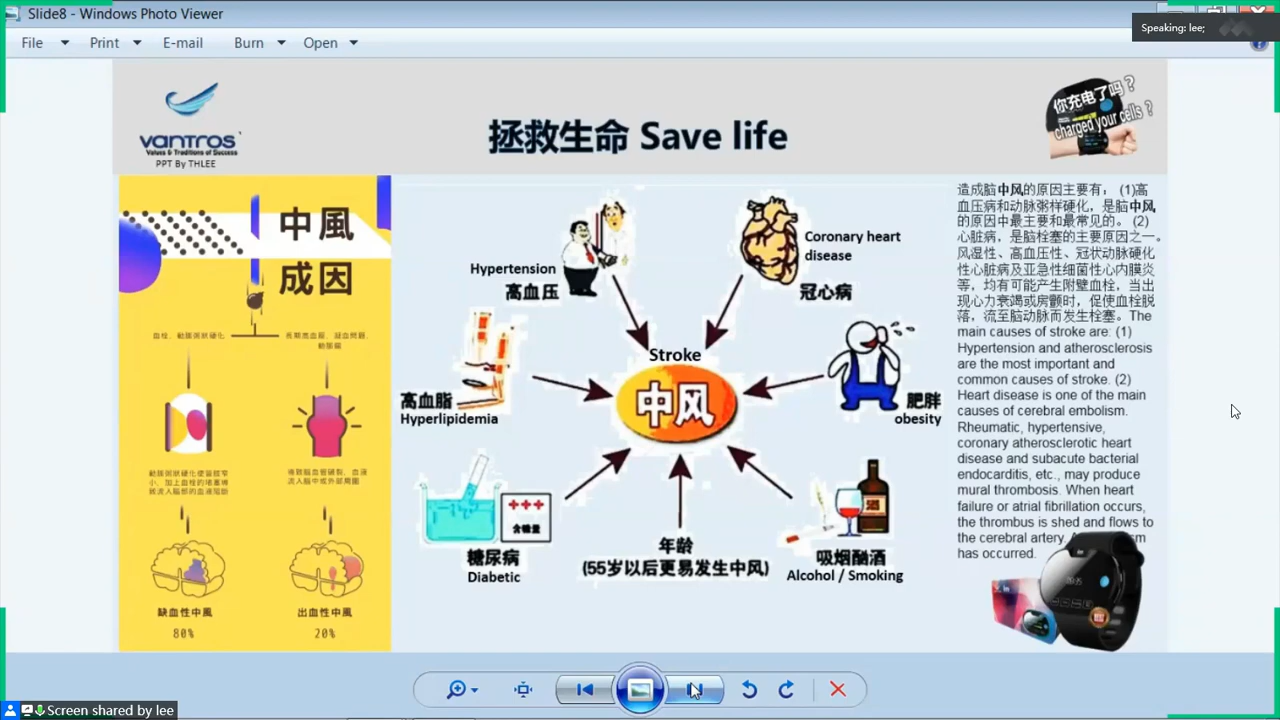 Slide8 - Windows Photo Viewer
Speaking: lee;
File
Print
E-mail
Burn
Open
vantros
Values & Traditions of Success
PPT By THLEE
拯救生命 Save life
你充电了吗？
charged your cells ?
中風
成因
缺血性中風
80%
出血性中風
20%
Hypertension
高血压
Coronary heart
disease
冠心病
高血脂
Hyperlipidemia
Stroke
中风
肥胖
obesity
糖尿病
Diabetic
年龄
(55岁以后更易发生中风)
吸烟酗酒
Alcohol / Smoking
造成脑中风的原因主要有： (1)高
血压病和动脉粥样硬化，是脑中风
的原因中最主要和最常见的。 (2)
心脏病，是脑栓塞的主要原因之一。
风湿性、高血压性、冠状动脉硬化
性心脏病及亚急性细菌性心内膜炎
等，均有可能产生附壁血栓，当出
现心力衰竭或房颤时，促使血栓脱
落，流至脑动脉而发生栓塞。The
main causes of stroke are: (1)
Hypertension and atherosclerosis
are the most important and
common causes of stroke. (2)
Heart disease is one of the main
causes of cerebral embolism.
Rheumatic, hypertensive,
coronary atherosclerotic heart
disease and subacute bacterial
endocarditis, etc., may produce
mural thrombosis. When heart
failure or atrial fibrillation occurs,
the thrombus is shed and flows to
the cerebral artery.
has occurred.
Screen shared by lee